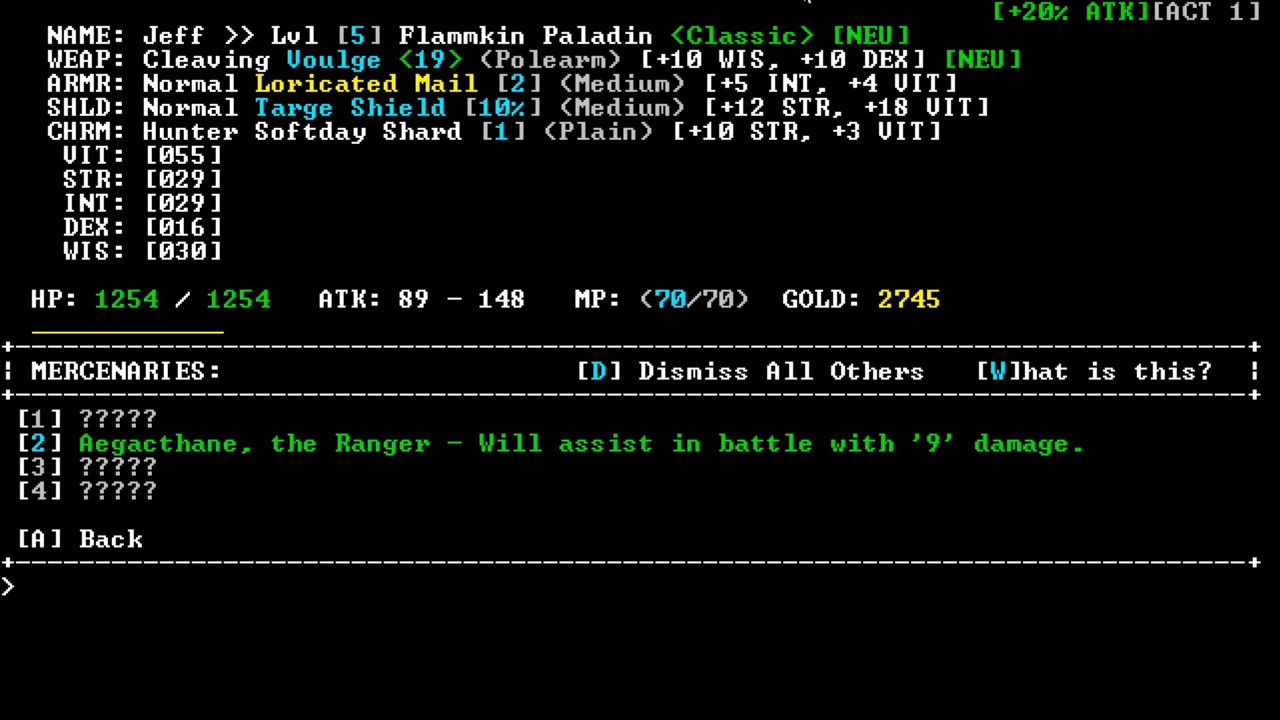 [+20% ATK][ACT 1]
NAME: Jeff >> Lvl [5] Flammkin Paladin <Classic> [NEU]
WEAP: Cleaving Voulge <19> (Polearm) [+10 WIS, +10 DEX] [NEU]
ARMR: Normal Loricated Mail [2] (Medium) [+5 INT, +4 VIT]
SHLD: Normal Targe Shield [10%] (Medium) [+12 STR, +18 VIT]
CHRM: Hunter Softday Shard [1] (Plain) [+10 STR, +3 VIT]
VIT: [055]
STR: [029]
INT: [029]
DEX: [016]
WIS: [030]
HP: 1254 / 1254 ATK: 89 - 148 MP: (70/70) GOLD: 2745
MERCENARIES: [D] Dismiss All Others [W]hat is this?
[1] ?????
[2] Aegacthane, the Ranger - Will assist in battle with '9' damage.
[3] ?????
[4] ?????
[A] Back
>